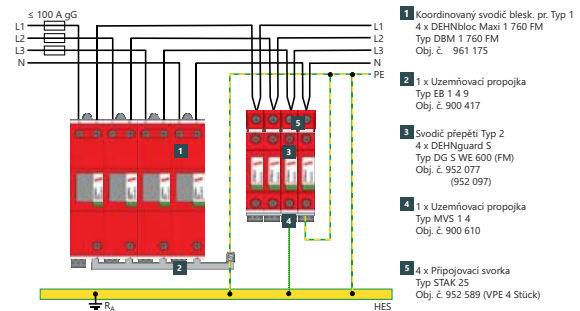 ≤ 100 A gG
L1
L2
L3
N
L1
L2
L3
N
PE
1
5
3
4
2
RA
HES
1 Koordinovaný svodič blesk. pr. Typ 1
4 x DEHNbloc Maxi 1 760 FM
Typ DBM 1 760 FM
Obj. č. 961 175
2 1 x Uzemňovací propojka
Typ EB 1 4 9
Obj. č. 900 417
3 Svodič přepětí Typ 2
4 x DEHNguard S
Typ DG S WE 600 (FM)
Obj. č. 952 077
(952 097)
4 1 x Uzemňovací propojka
Typ MVS 1 4
Obj. č. 900 610
5 4 x Připojovací svorka
Typ STAK 25
Obj. č. 952 589 (VPE 4 Stück)